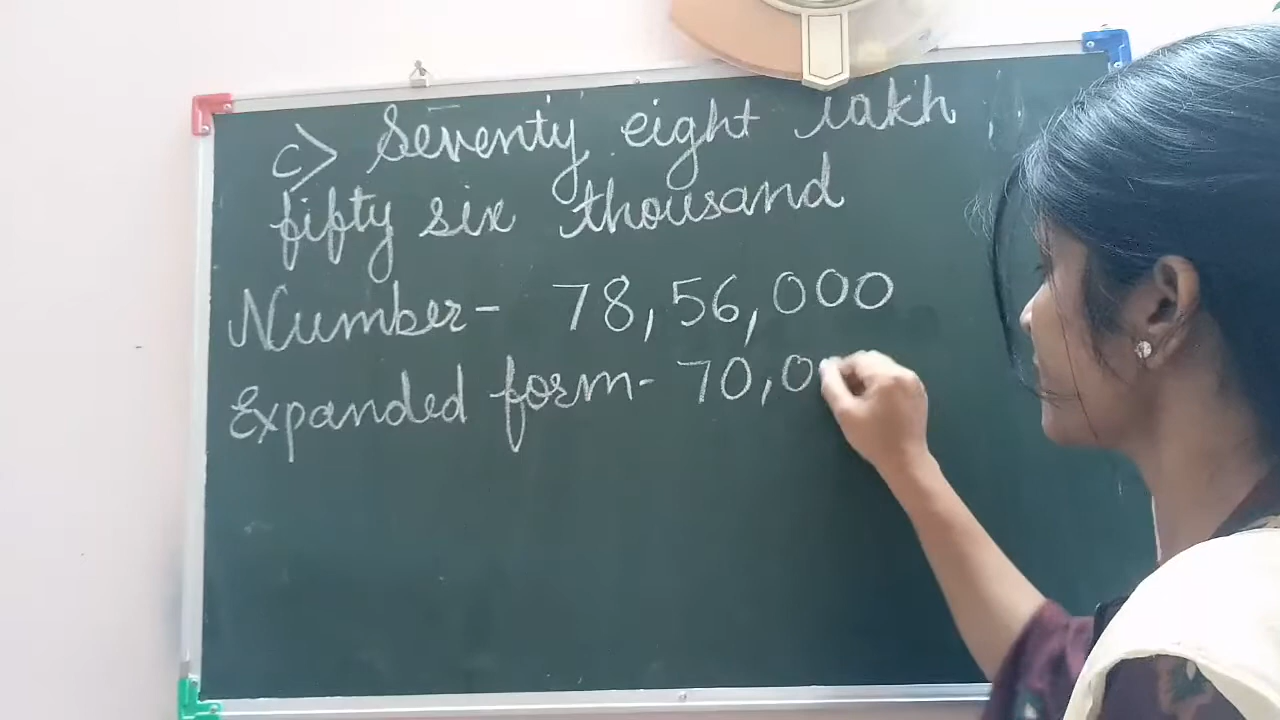 c> Seventy eight lakh
fifty six thousand
Number- 78,56,000
Expanded form- 70,0